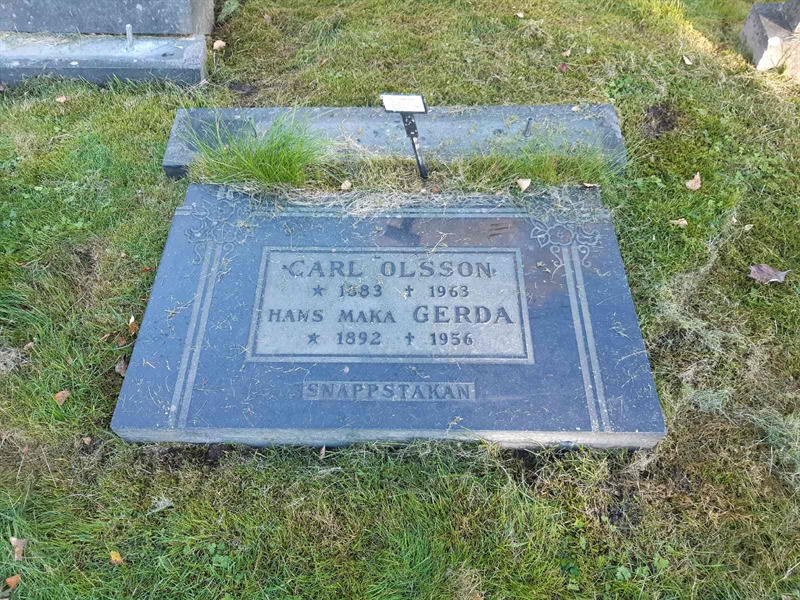 CARL OLSSON
* 1883 † 1963
HANS MAKA GERDA
* 1892 † 1956
SNAPPSTAKAN